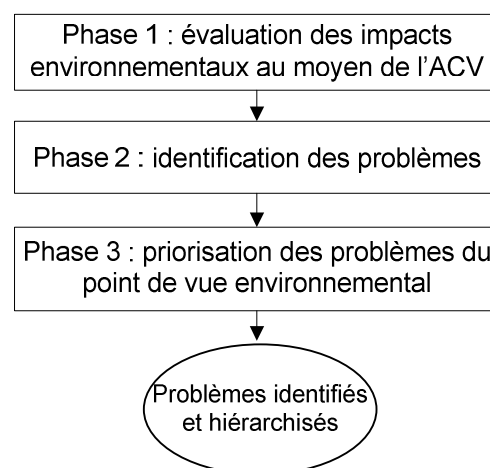 Phase 1 : évaluation des impacts
environnementaux au moyen de l'ACV
Phase 2 : identification des problèmes
Phase 3 : priorisation des problèmes du
point de vue environnemental
Problèmes identifiés
et hiérarchisés